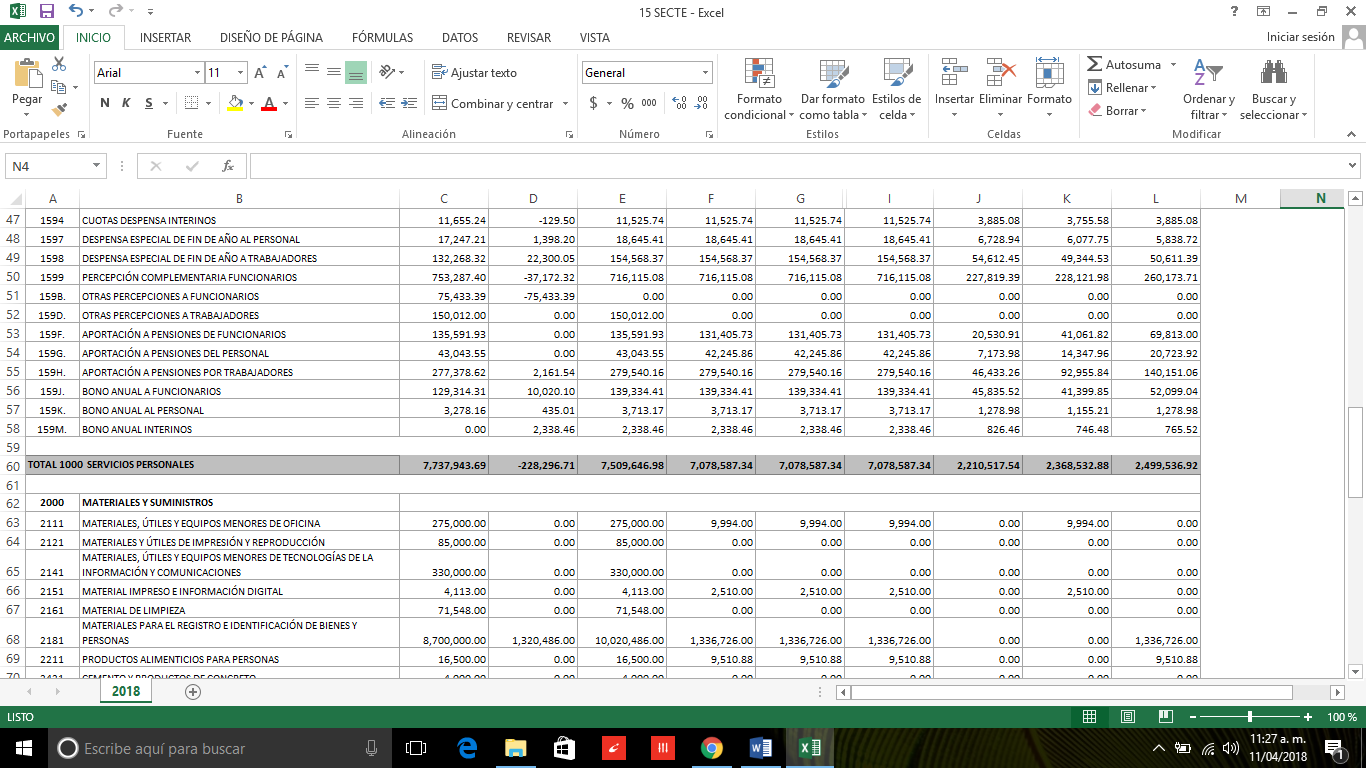 15 SECTE - Excel
ARCHIVO INICIO INSERTAR DISEÑO DE PÁGINA FÓRMULAS DATOS REVISAR VISTA Iniciar sesión
Pegar
Portapapeles
Arial 11
N K S
Fuente
Ajustar texto
Combinar y centrar
Alineación
General
$ % 000
Número
Formato condicional
Dar formato como tabla
Estilos de celda
Estilos
Insertar Eliminar Formato
Celdas
Autosuma
Rellenar
Borrar
Ordenar y filtrar
Buscar y seleccionar
Modificar
N4 fx
A B C D E F G I J K L M N
47 1594 CUOTAS DESPENSA INTERINOS 11,655.24 -129.50 11,525.74 11,525.74 11,525.74 11,525.74 3,885.08 3,755.58 3,885.08
48 1597 DESPENSA ESPECIAL DE FIN DE AÑO AL PERSONAL 17,247.21 1,398.20 18,645.41 18,645.41 18,645.41 18,645.41 6,728.94 6,077.75 5,838.72
49 1598 DESPENSA ESPECIAL DE FIN DE AÑO A TRABAJADORES 132,268.32 22,300.05 154,568.37 154,568.37 154,568.37 154,568.37 54,612.45 49,344.53 50,611.39
50 1599 PERCEPCIÓN COMPLEMENTARIA FUNCIONARIOS 753,287.40 -37,172.32 716,115.08 716,115.08 716,115.08 716,115.08 227,819.39 228,121.98 260,173.71
51 159B. OTRAS PERCEPCIONES A FUNCIONARIOS 75,433.39 -75,433.39 0.00 0.00 0.00 0.00 0.00 0.00 0.00
52 159D. OTRAS PERCEPCIONES A TRABAJADORES 150,012.00 0.00 150,012.00 0.00 0.00 0.00 0.00 0.00 0.00
53 159F. APORTACIÓN A PENSIONES DE FUNCIONARIOS 135,591.93 0.00 135,591.93 131,405.73 131,405.73 131,405.73 20,530.91 41,061.82 69,813.00
54 159G. APORTACIÓN A PENSIONES DEL PERSONAL 43,043.55 0.00 43,043.55 42,245.86 42,245.86 42,245.86 7,173.98 14,347.96 20,723.92
55 159H. APORTACIÓN A PENSIONES POR TRABAJADORES 277,378.62 2,161.54 279,540.16 279,540.16 279,540.16 279,540.16 46,433.26 92,955.84 140,151.06
56 159J. BONO ANUAL A FUNCIONARIOS 129,314.31 10,020.10 139,334.41 139,334.41 139,334.41 139,334.41 45,835.52 41,399.85 52,099.04
57 159K. BONO ANUAL AL PERSONAL 3,278.16 435.01 3,713.17 3,713.17 3,713.17 3,713.17 1,278.98 1,155.21 1,278.98
58 159M. BONO ANUAL INTERINOS 0.00 2,338.46 2,338.46 2,338.46 2,338.46 2,338.46 826.46 746.48 765.52
59
60 TOTAL 1000 SERVICIOS PERSONALES 7,737,943.69 -228,296.71 7,509,646.98 7,078,587.34 7,078,587.34 7,078,587.34 2,210,517.54 2,368,532.88 2,499,536.92
61
62 2000 MATERIALES Y SUMINISTROS
63 2111 MATERIALES, ÚTILES Y EQUIPOS MENORES DE OFICINA 275,000.00 0.00 275,000.00 9,994.00 9,994.00 9,994.00 0.00 9,994.00 0.00
64 2121 MATERIALES Y ÚTILES DE IMPRESIÓN Y REPRODUCCIÓN 85,000.00 0.00 85,000.00 0.00 0.00 0.00 0.00 0.00 0.00
MATERIALES, ÚTILES Y EQUIPOS MENORES DE TECNOLOGÍAS DE LA
65 2141 INFORMACIÓN Y COMUNICACIONES 330,000.00 0.00 330,000.00 0.00 0.00 0.00 0.00 0.00 0.00
66 2151 MATERIAL IMPRESO E INFORMACIÓN DIGITAL 4,113.00 0.00 4,113.00 2,510.00 2,510.00 2,510.00 0.00 2,510.00 0.00
67 2161 MATERIAL DE LIMPIEZA 71,548.00 0.00 71,548.00 0.00 0.00 0.00 0.00 0.00 0.00
MATERIALES PARA EL REGISTRO E IDENTIFICACIÓN DE BIENES Y
68 2181 PERSONAS 8,700,000.00 1,320,486.00 10,020,486.00 1,336,726.00 1,336,726.00 1,336,726.00 0.00 0.00 1,336,726.00
69 2211 PRODUCTOS ALIMENTICIOS PARA PERSONAS 16,500.00 0.00 16,500.00 9,510.88 9,510.88 9,510.88 0.00 0.00 9,510.88
2018
LISTO 100 %
Escribe aquí para buscar
11:27 a. m.
11/04/2018
1